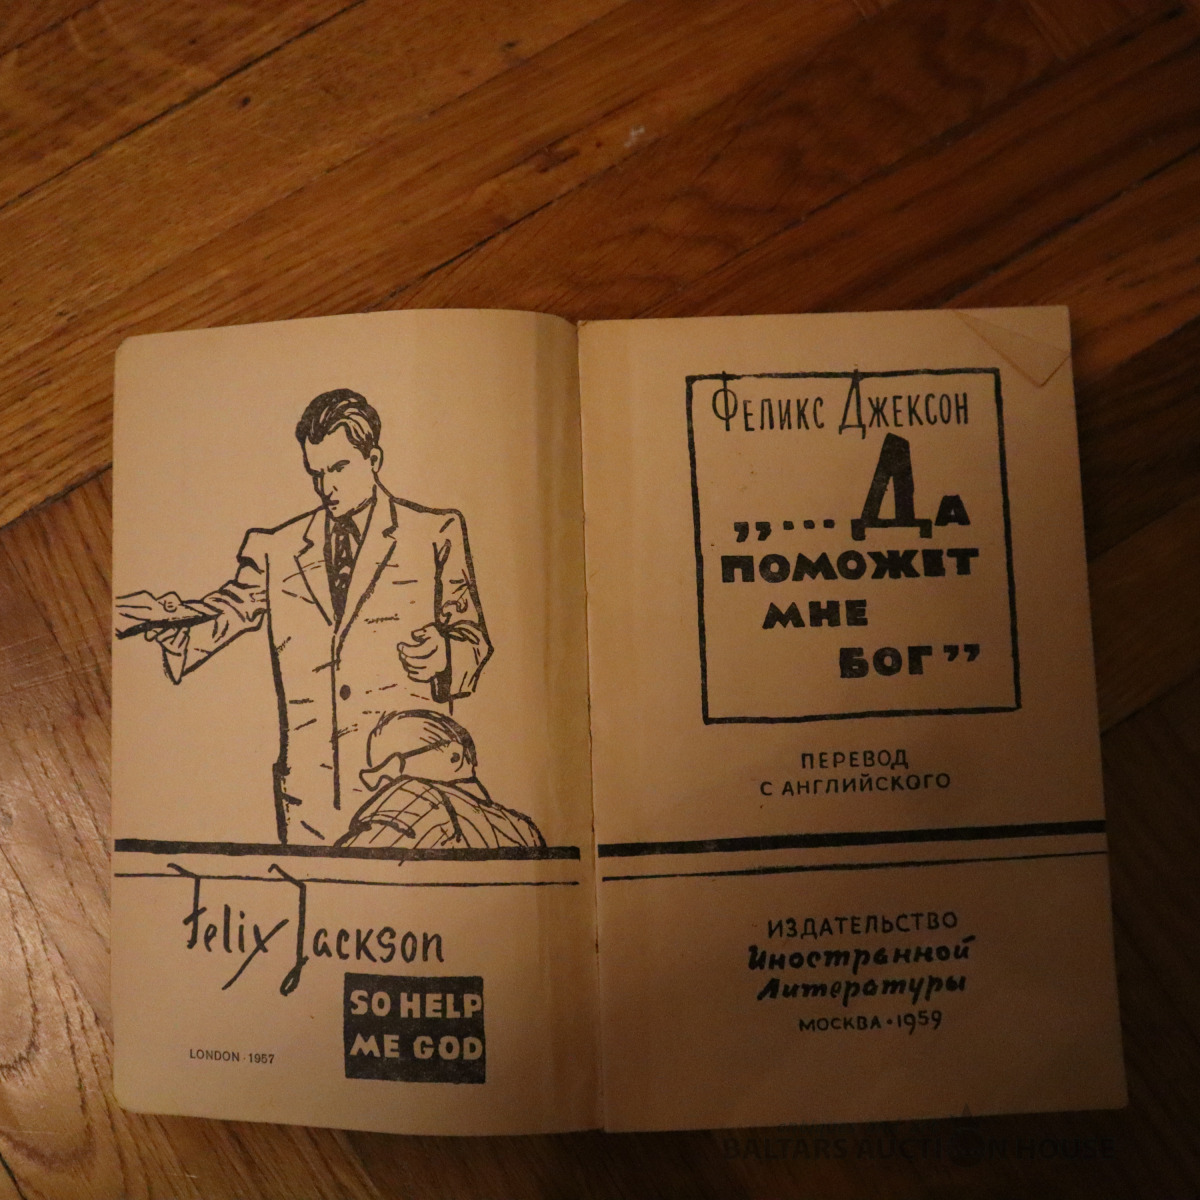 Felix Jackson
SO HELP
ME GOD
LONDON · 1957
ФЕЛИКС ДЖЕКСОН
„...ДА
ПОМОЖЕТ
МНЕ
БОГ”
ПЕРЕВОД
С АНГЛИЙСКОГО
ИЗДАТЕЛЬСТВО
Иностранной
Литературы
МОСКВА · 1959
BALTARS AUCTION HOUSE